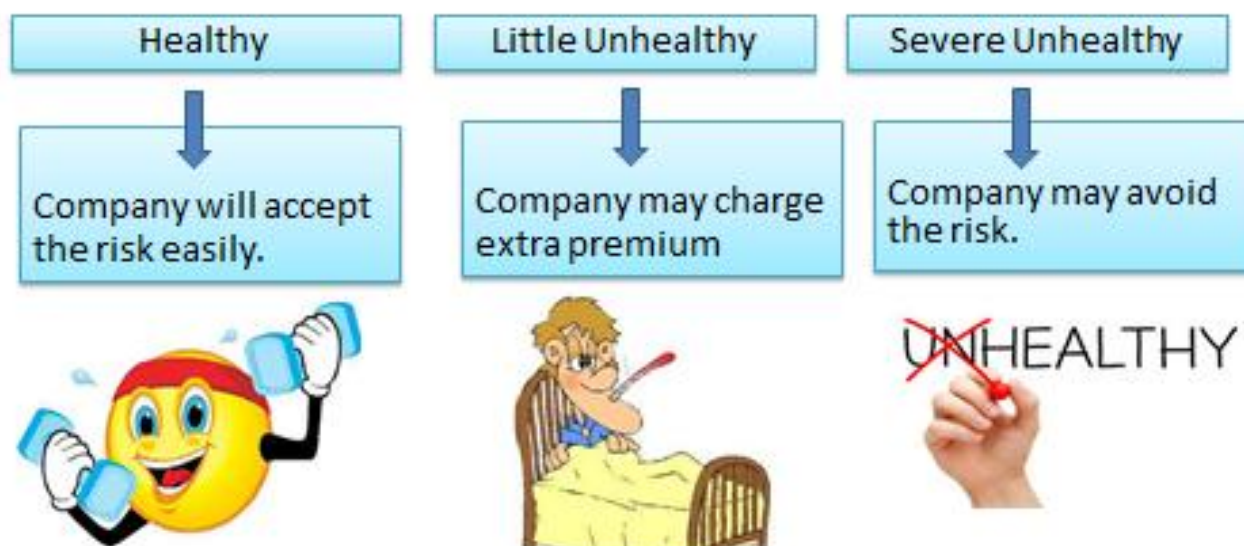 Healthy
Little Unhealthy
Severe Unhealthy
Company will accept
the risk easily.
Company may charge
extra premium
Company may avoid
the risk.
UNHEALTHY